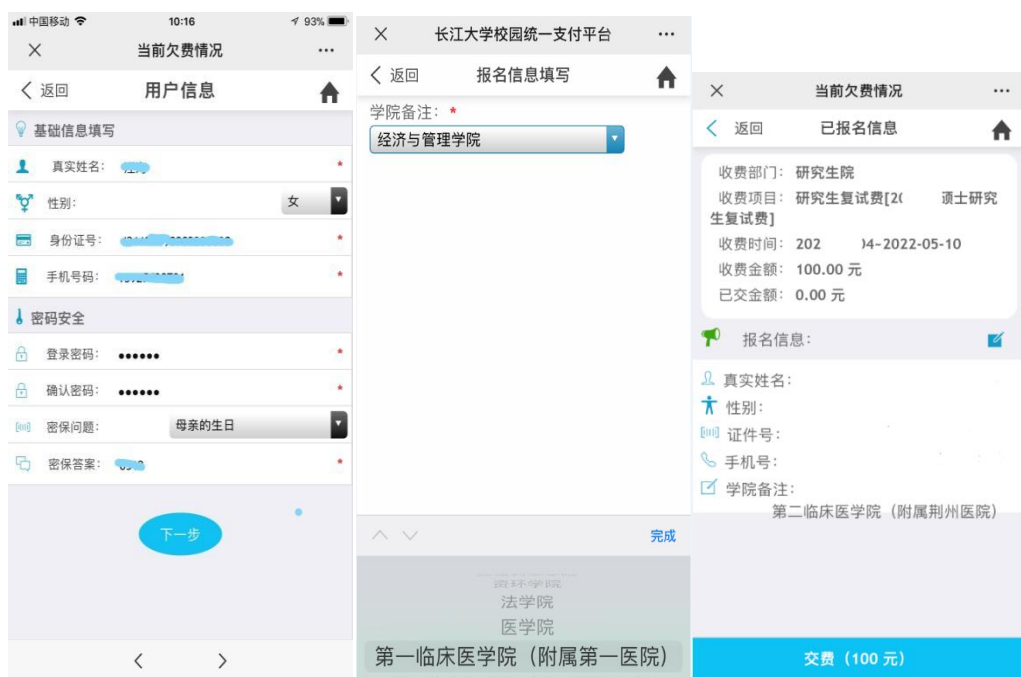 中国移动 10:16 93%
当前欠费情况
返回 用户信息
基础信息填写
真实姓名: *
性别: 女
身份证号: *
手机号码: *
密码安全
登录密码: •••••• *
确认密码: •••••• *
密保问题: 母亲的生日
密保答案: *
下一步
长江大学校园统一支付平台
返回 报名信息填写
学院备注: *
经济与管理学院
完成
资环学院
法学院
医学院
第一临床医学院（附属第一医院）
当前欠费情况
返回 已报名信息
收费部门: 研究生院
收费项目: 研究生复试费[20 硕士研究
生复试费]
收费时间: 202 04-2022-05-10
收费金额: 100.00 元
已交金额: 0.00 元
报名信息:
真实姓名:
性别:
证件号:
手机号:
学院备注:
第二临床医学院（附属荆州医院）
交费（100 元）